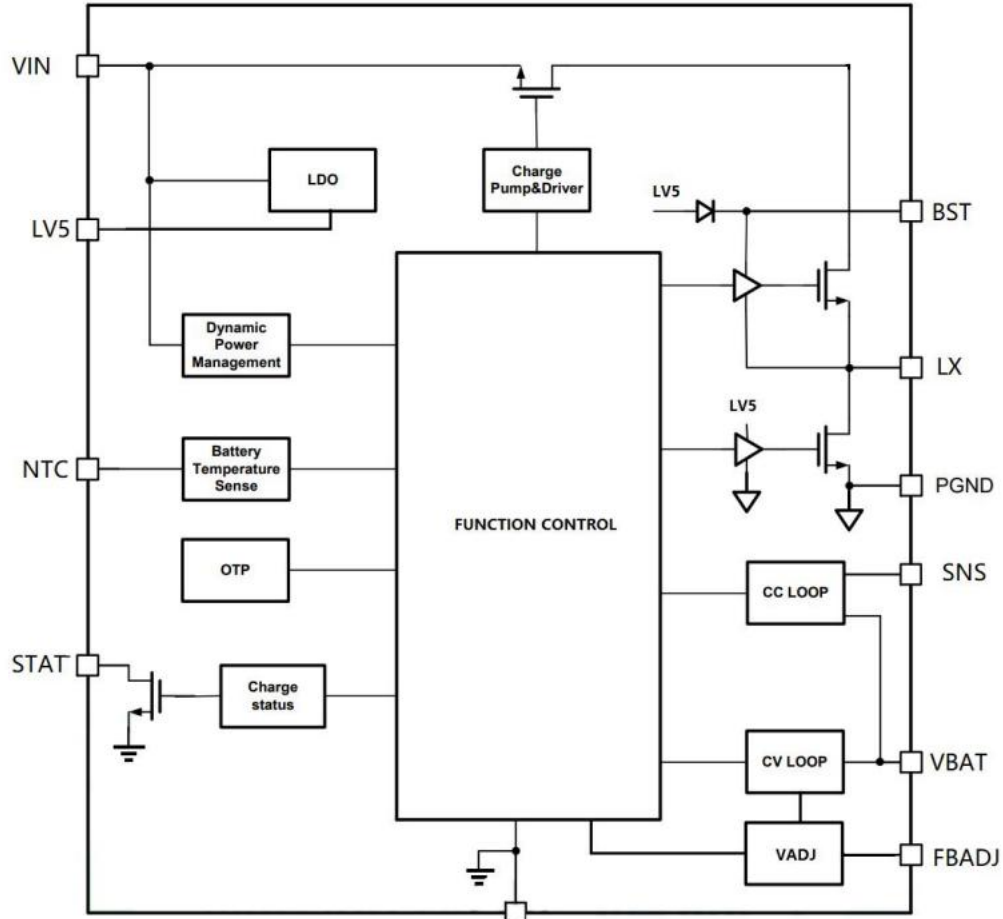 VIN
LDO
Charge
Pump&Driver
LV5
BST
LV5
Dynamic
Power
Management
LX
LV5
NTC
Battery
Temperature
Sense
PGND
FUNCTION CONTROL
OTP
CC LOOP
SNS
STAT
Charge
status
CV LOOP
VBAT
VADJ
FBADJ